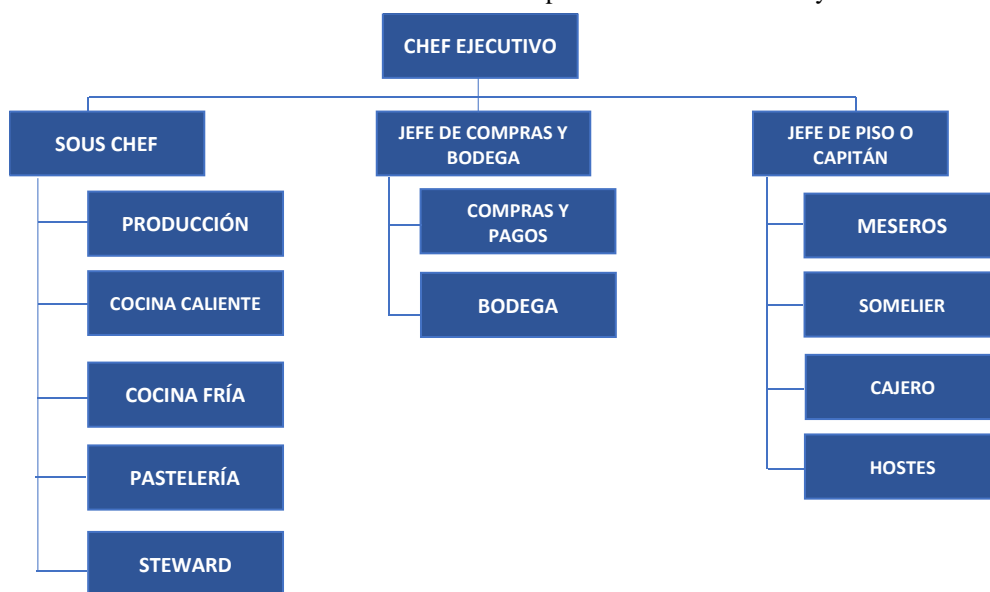 CHEF EJECUTIVO
SOUS CHEF
JEFE DE COMPRAS Y
BODEGA
JEFE DE PISO O
CAPITÁN
PRODUCCIÓN
COCINA CALIENTE
COCINA FRÍA
PASTELERÍA
STEWARD
COMPRAS Y
PAGOS
BODEGA
MESEROS
SOMELIER
CAJERO
HOSTES